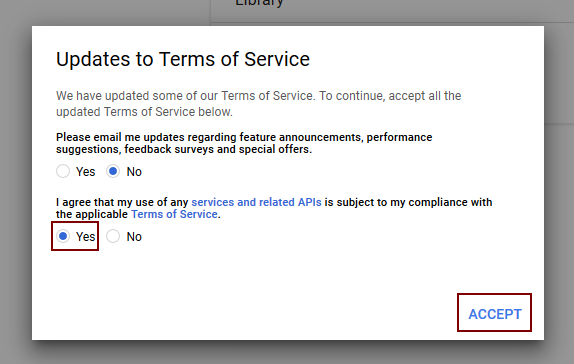 Library
Updates to Terms of Service
We have updated some of our Terms of Service. To continue, accept all the
updated Terms of Service below.
Please email me updates regarding feature announcements, performance
suggestions, feedback surveys and special offers.
Yes No
I agree that my use of any services and related APIs is subject to my compliance with
the applicable Terms of Service.
Yes No
ACCEPT